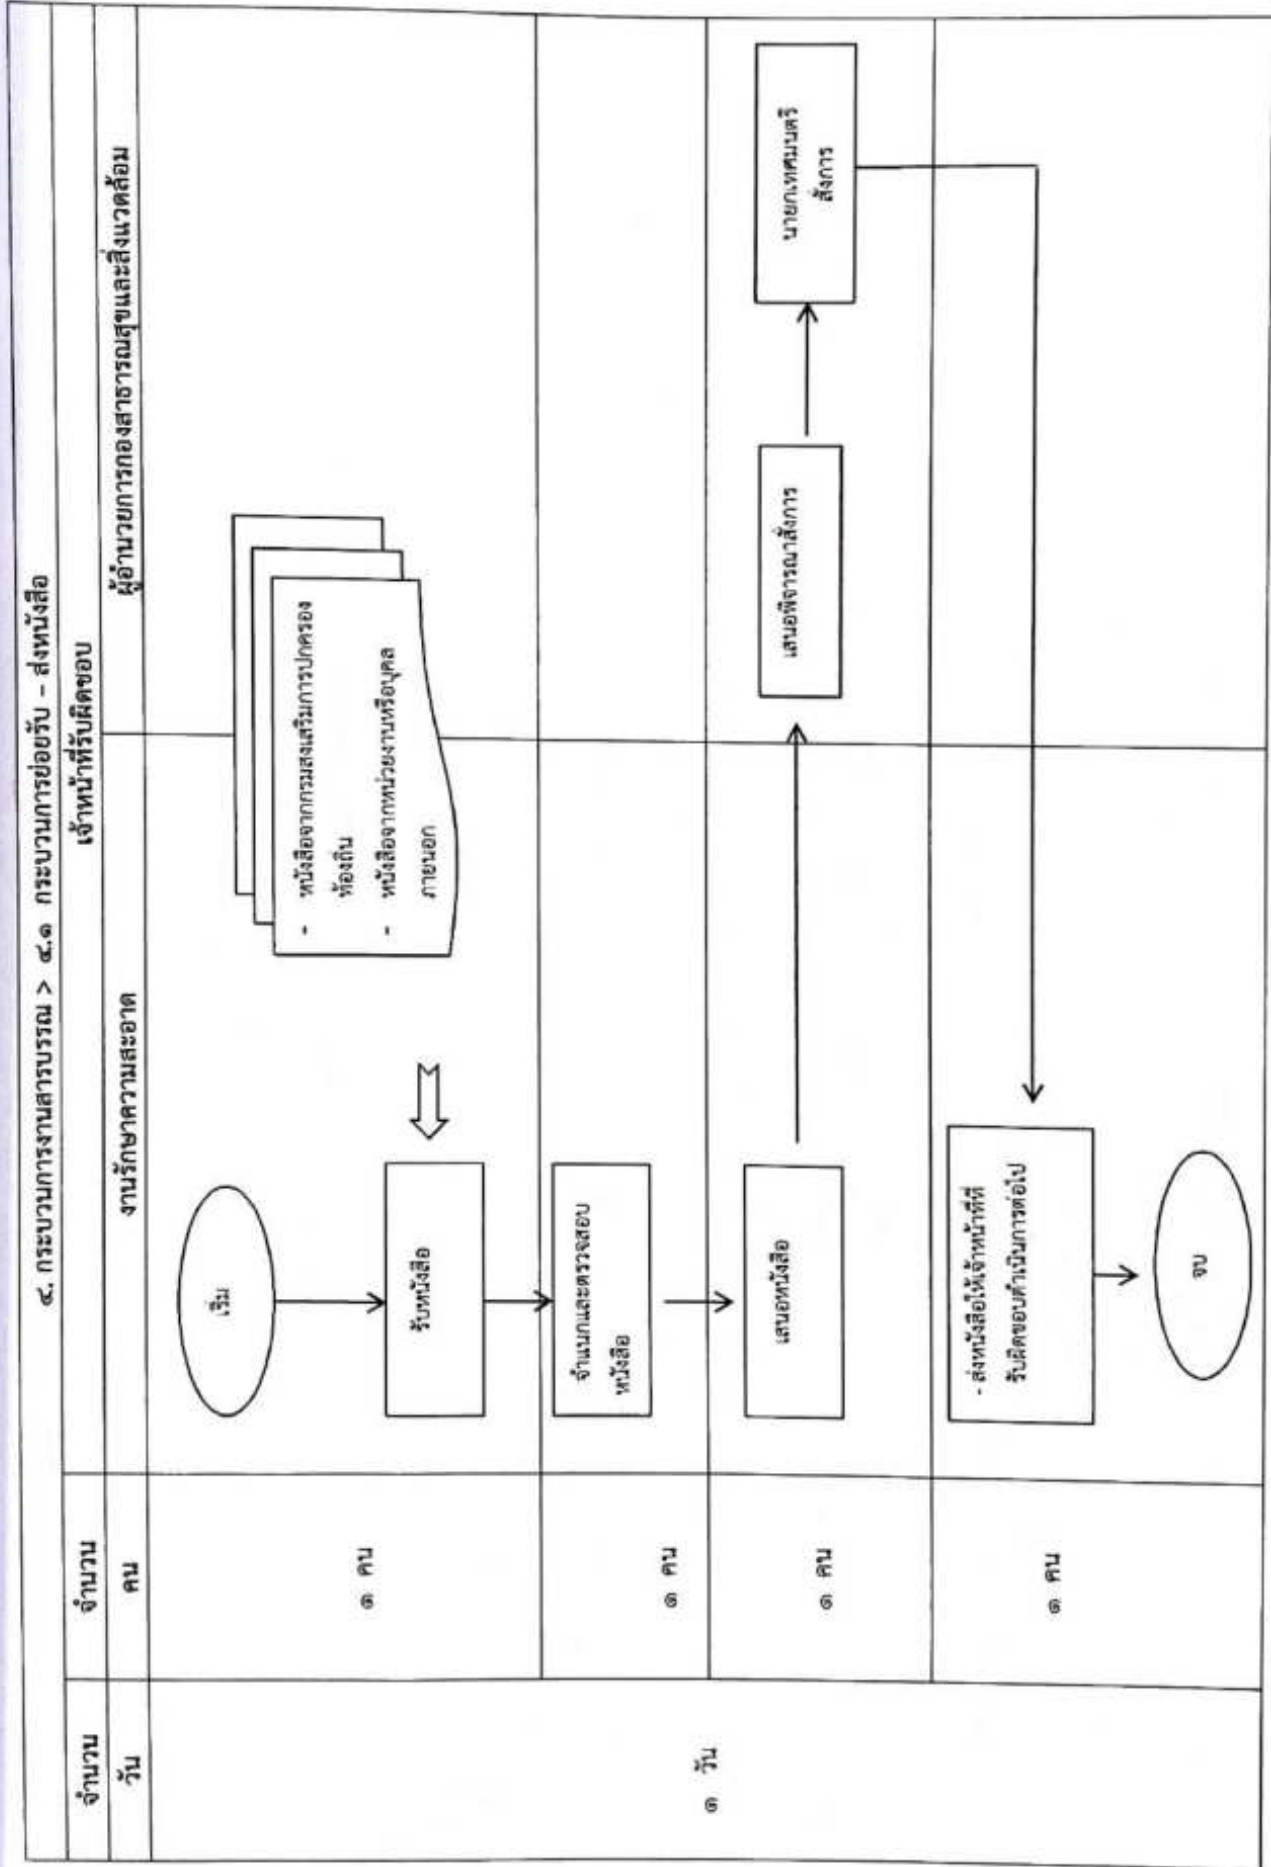 ๔. กระบวนการงานสารบรรณ > ๔.๑ กระบวนการย่อยรับ - ส่งหนังสือ
จำนวน
วัน
จำนวน
คน
เจ้าหน้าที่รับผิดชอบ
งานรักษาความสะอาด
ผู้อำนวยการกองสาธารณสุขและสิ่งแวดล้อม
๑ วัน
๑ คน
เริ่ม
- หนังสือจากกรมส่งเสริมการปกครอง
ท้องถิ่น
- หนังสือจากหน่วยงานหรือบุคล
ภายนอก
รับหนังสือ
๑ คน
จำแนกและตรวจสอบ
หนังสือ
๑ คน
เสนอหนังสือ
เสนอพิจารณาสั่งการ
นายกเทศมนตรี
สั่งการ
๑ คน
- ส่งหนังสือให้เจ้าหน้าที่ที่
รับผิดชอบดำเนินการต่อไป
จบ